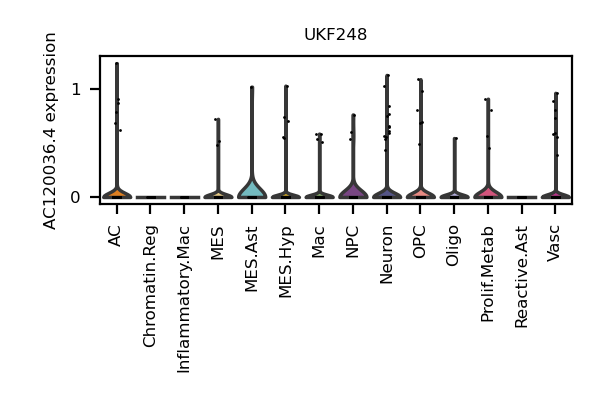 UKF248
AC120036.4 expression
1
0
AC
Chromatin.Reg
Inflammatory.Mac
MES
MES.Ast
MES.Hyp
Mac
NPC
Neuron
OPC
Oligo
Prolif.Metab
Reactive.Ast
Vasc